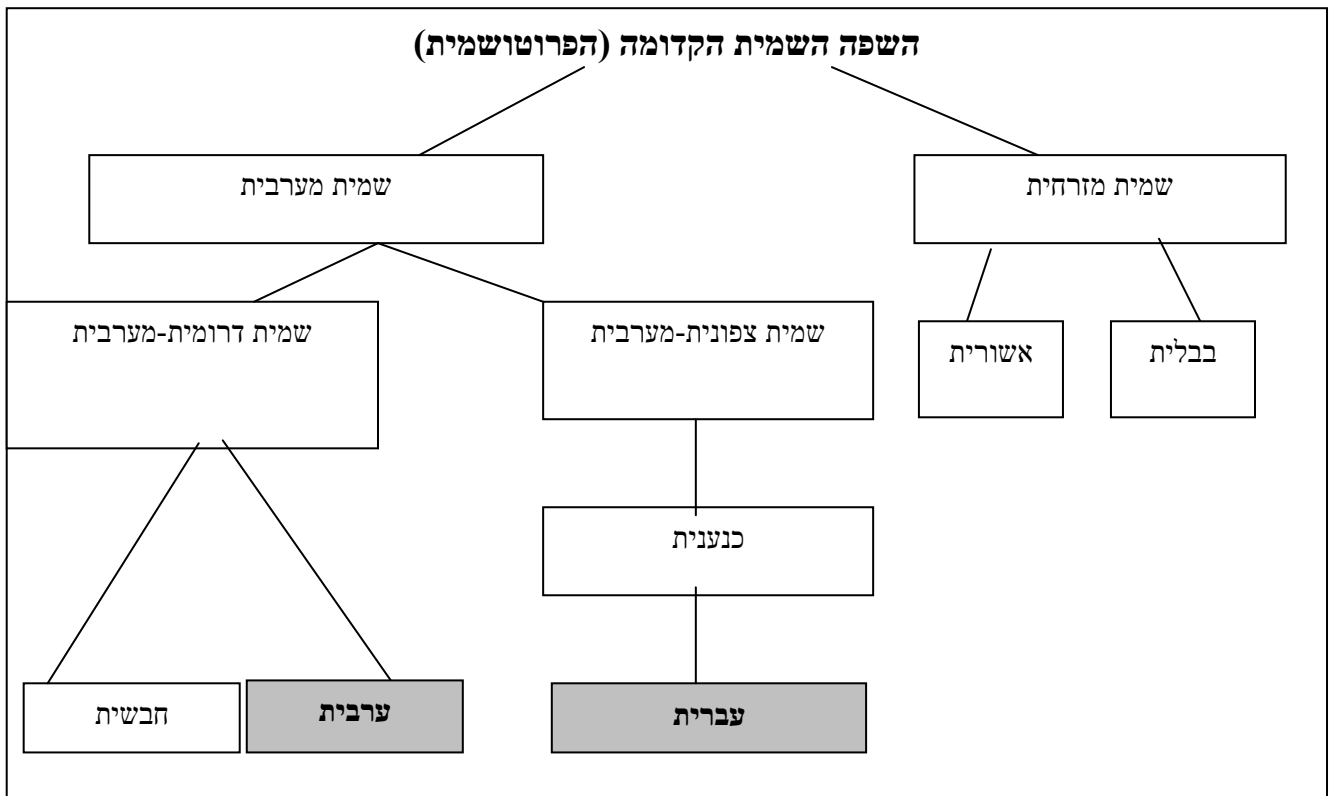 השפה השמית הקדומה (הפרוטושמית)
שמית מזרחית
שמית מערבית
בבלית
אשורית
שמית צפונית-מערבית
שמית דרומית-מערבית
כנענית
עברית
ערבית
חבשית